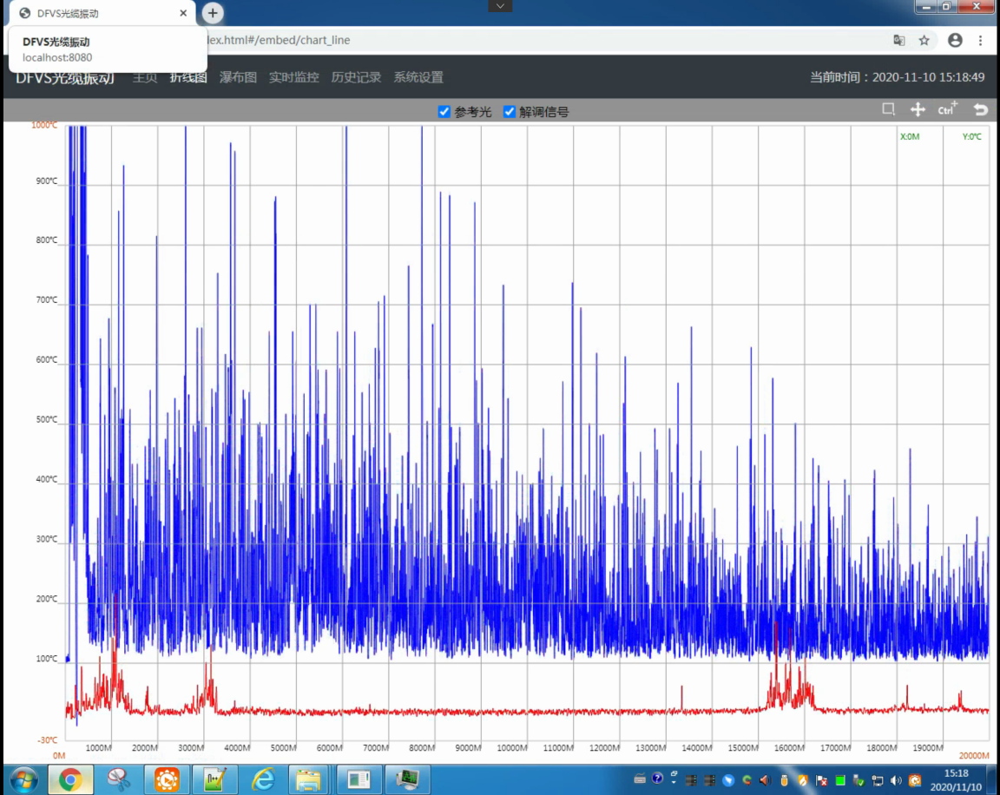 DFVS光缆振动
DFVS光缆振动
localhost:8080
ex.html#/embed/chart_line
DFVS光缆振动 主页 折线图 瀑布图 实时监控 历史记录 系统设置 当前时间：2020-11-10 15:18:49
参考光 解调信号 Ctrl+
1000℃
X:0M Y:0℃
900℃
800℃
700℃
600℃
500℃
400℃
300℃
200℃
100℃
-30℃
1000M 2000M 3000M 4000M 5000M 6000M 7000M 8000M 9000M 10000M 11000M 12000M 13000M 14000M 15000M 16000M 17000M 18000M 19000M
0M 20000M
15:18
2020/11/10